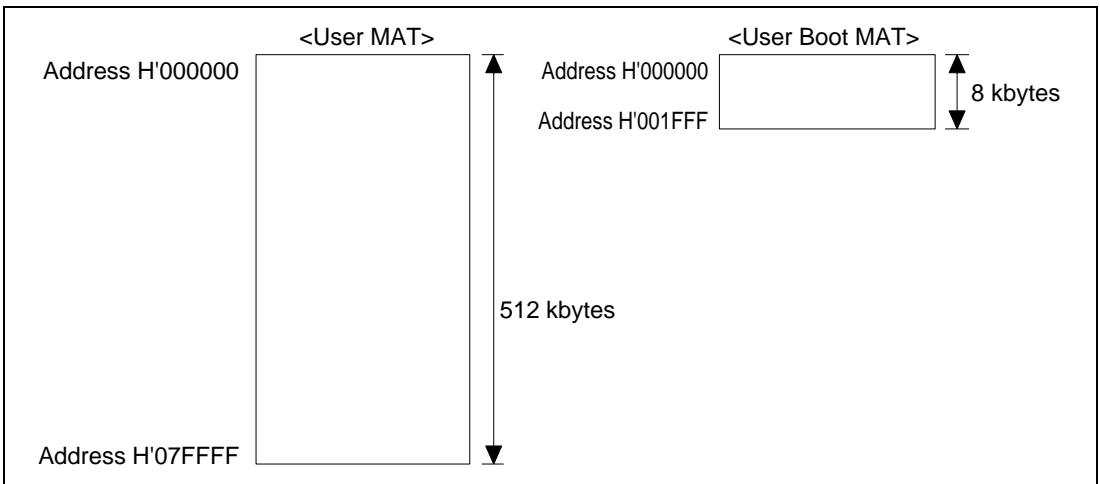 <User MAT>
Address H'000000
512 kbytes
Address H'07FFFF
<User Boot MAT>
Address H'000000
8 kbytes
Address H'001FFF